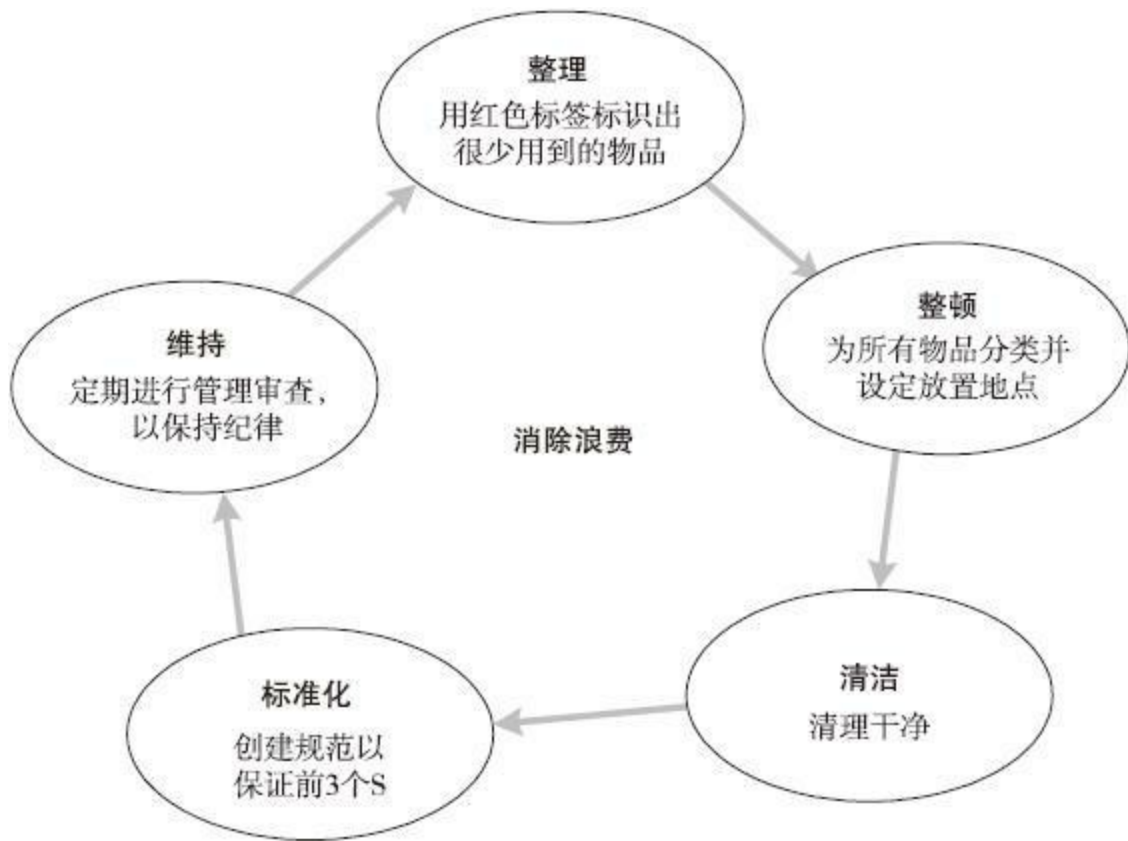 整理
用红色标签标识出
很少用到的物品
整顿
为所有物品分类并
设定放置地点
清洁
清理干净
标准化
创建规范以
保证前3个S
维持
定期进行管理审查，
以保持纪律
消除浪费